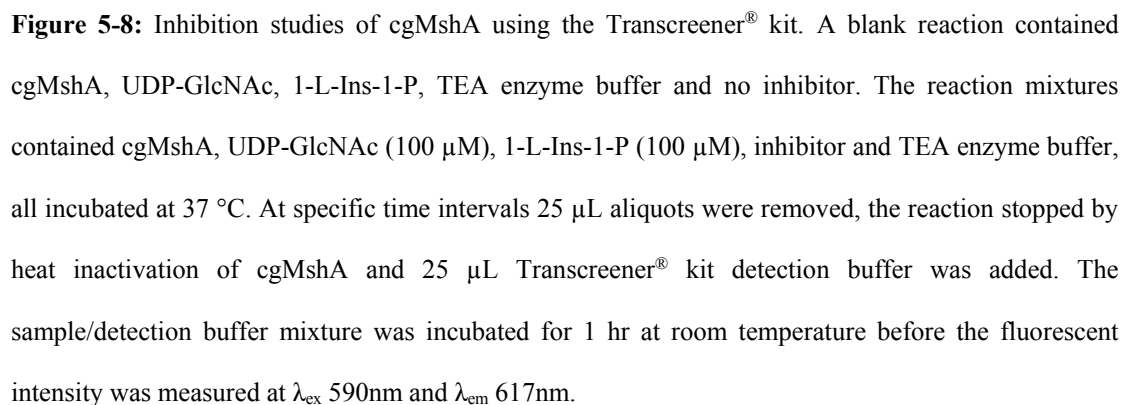 Figure 5-8: Inhibition studies of cgMshA using the Transcreener® kit. A blank reaction contained
cgMshA, UDP-GlcNAc, 1-L-Ins-1-P, TEA enzyme buffer and no inhibitor. The reaction mixtures
contained cgMshA, UDP-GlcNAc (100 µM), 1-L-Ins-1-P (100 µM), inhibitor and TEA enzyme buffer,
all incubated at 37 °C. At specific time intervals 25 µL aliquots were removed, the reaction stopped by
heat inactivation of cgMshA and 25 µL Transcreener® kit detection buffer was added. The
sample/detection buffer mixture was incubated for 1 hr at room temperature before the fluorescent
intensity was measured at λex 590nm and λem 617nm.